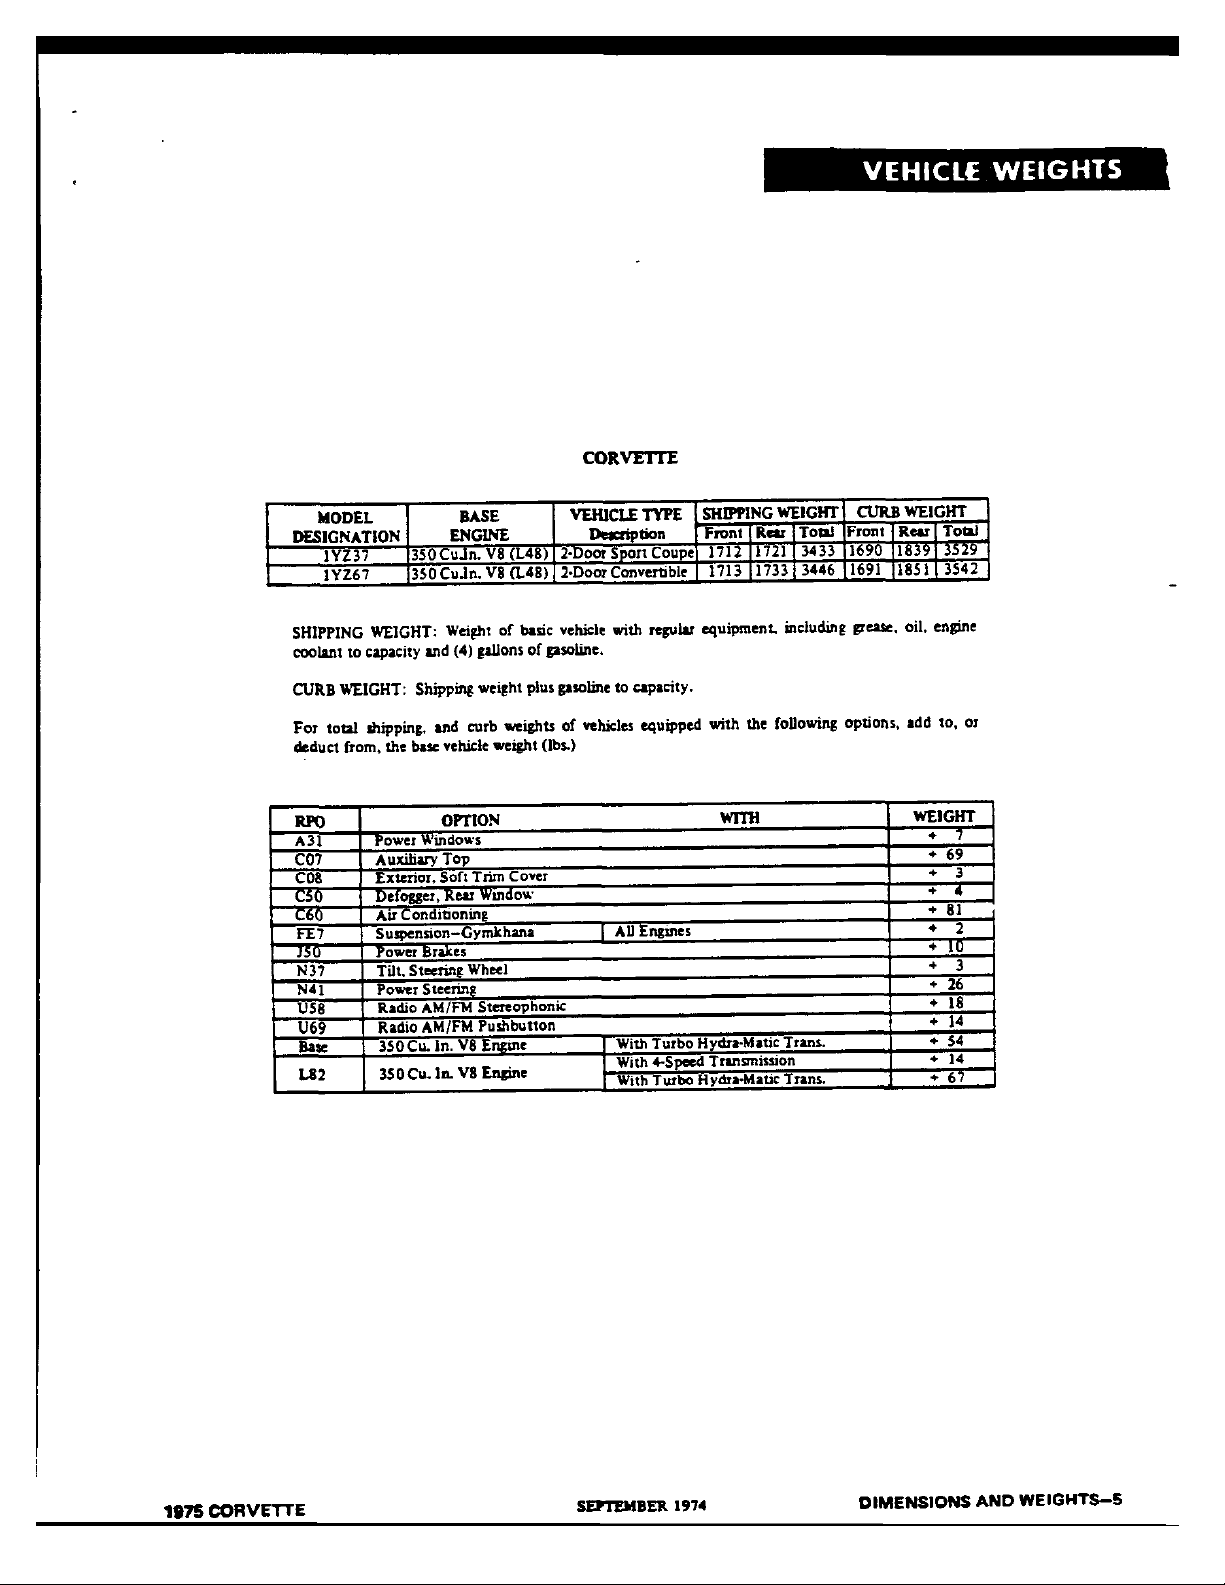 VEHICLE WEIGHTS
CORVETTE
MODEL DESIGNATION BASE ENGINE VEHICLE TYPE Description SHIPPING WEIGHT CURB WEIGHT
Front Rear Total Front Rear Total
1YZ37 350 Cu.In. V8 (L48) 2-Door Sport Coupe 1712 1721 3433 1690 1839 3529
1YZ67 350 Cu.In. V8 (L48) 2-Door Convertible 1713 1733 3446 1691 1851 3542
SHIPPING WEIGHT: Weight of basic vehicle with regular equipment, including grease, oil, engine
coolant to capacity and (4) gallons of gasoline.
CURB WEIGHT: Shipping weight plus gasoline to capacity.
For total shipping, and curb weights of vehicles equipped with the following options, add to, or
deduct from, the base vehicle weight (lbs.)
RPO OPTION WITH WEIGHT
A31 Power Windows + 7
C07 Auxiliary Top + 69
C08 Exterior, Soft Trim Cover + 3
C50 Defogger, Rear Window + 4
C60 Air Conditioning + 81
FE7 Suspension-Gymkhana All Engines + 2
J50 Power Brakes + 10
N37 Tilt, Steering Wheel + 3
N41 Power Steering + 26
U58 Radio AM/FM Stereophonic + 18
U69 Radio AM/FM Pushbutton + 14
Base 350 Cu. In. V8 Engine With Turbo Hydra-Matic Trans. + 54
L82 350 Cu. In. V8 Engine With 4-Speed Transmission + 14
With Turbo Hydra-Matic Trans. + 67
1975 CORVETTE SEPTEMBER 1974 DIMENSIONS AND WEIGHTS-5